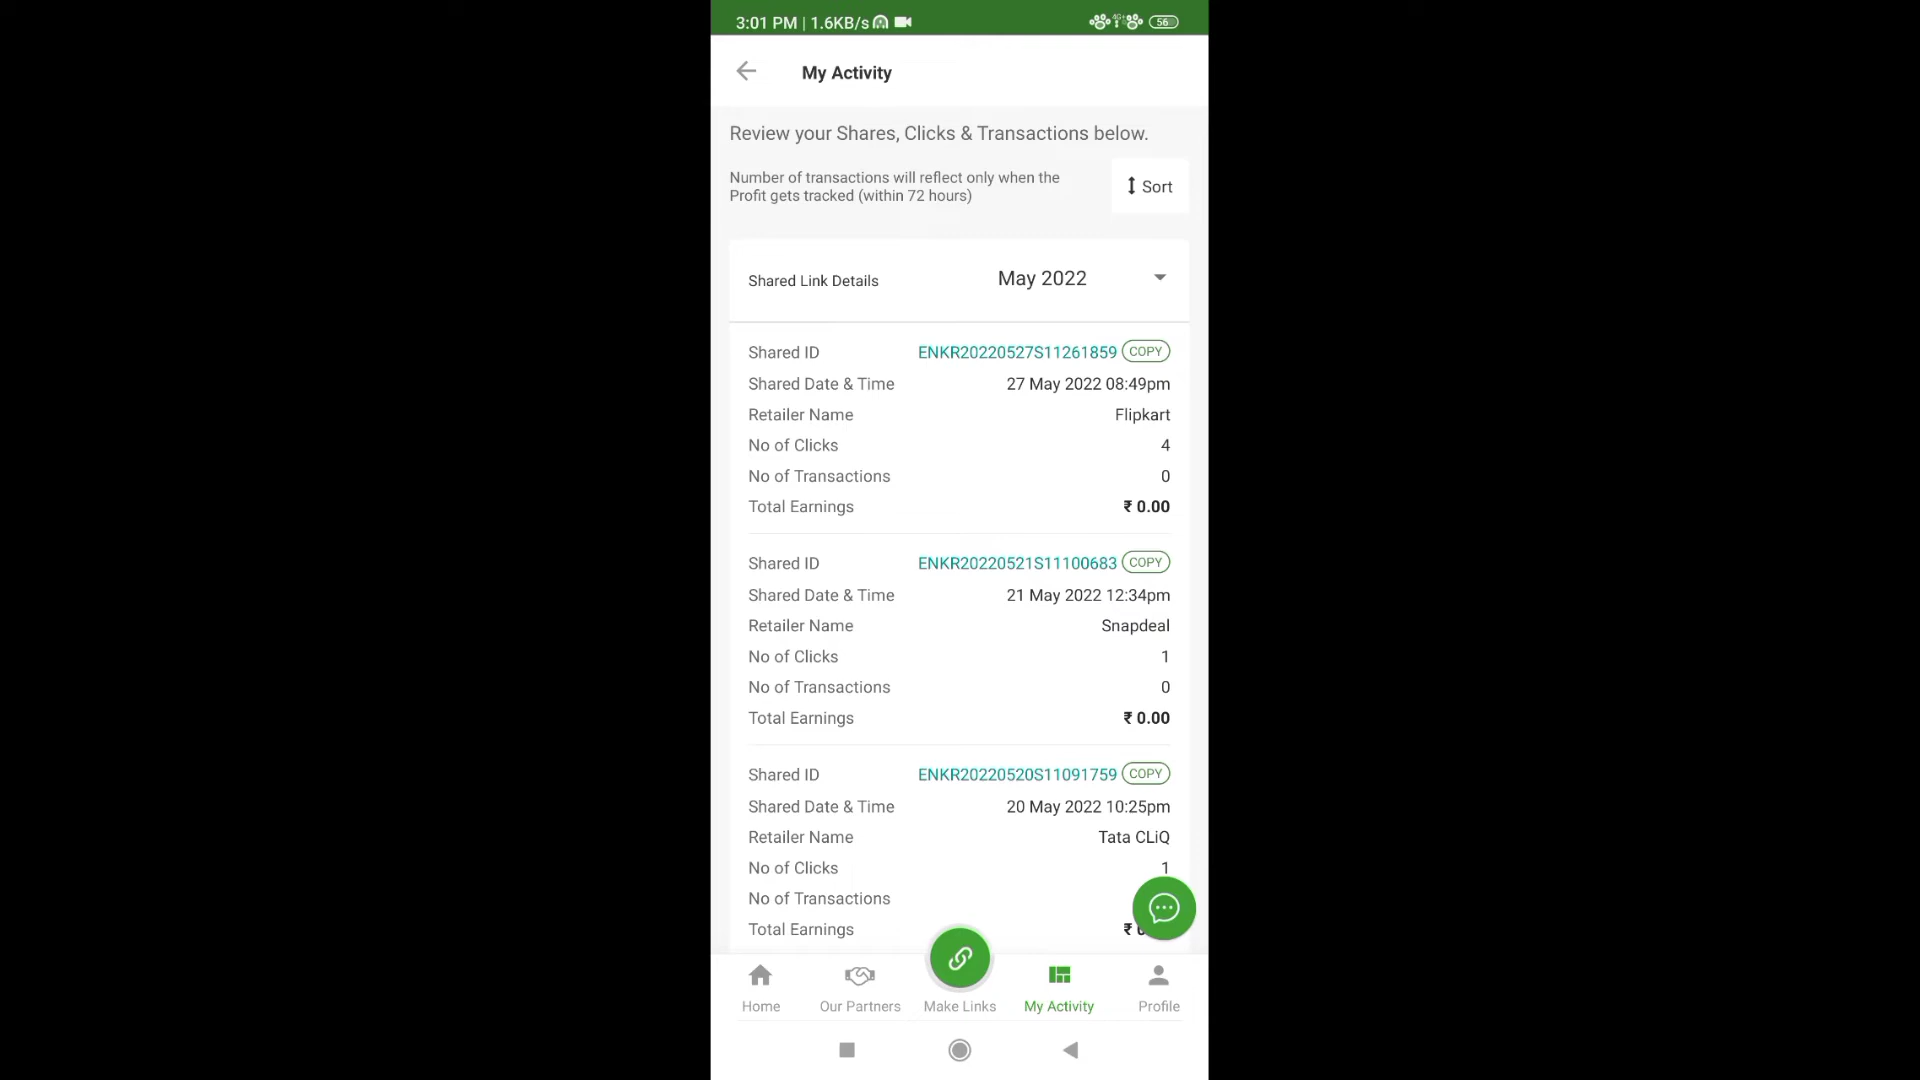 3:01 PM | 1.6KB/s 4G+ 56
My Activity
Review your Shares, Clicks & Transactions below.
Number of transactions will reflect only when the
Profit gets tracked (within 72 hours)
Sort
Shared Link Details May 2022
Shared ID ENKR20220527S11261859 COPY
Shared Date & Time 27 May 2022 08:49pm
Retailer Name Flipkart
No of Clicks 4
No of Transactions 0
Total Earnings ₹ 0.00
Shared ID ENKR20220521S11100683 COPY
Shared Date & Time 21 May 2022 12:34pm
Retailer Name Snapdeal
No of Clicks 1
No of Transactions 0
Total Earnings ₹ 0.00
Shared ID ENKR20220520S11091759 COPY
Shared Date & Time 20 May 2022 10:25pm
Retailer Name Tata CLiQ
No of Clicks 1
No of Transactions
Total Earnings ₹
Home Our Partners Make Links My Activity Profile